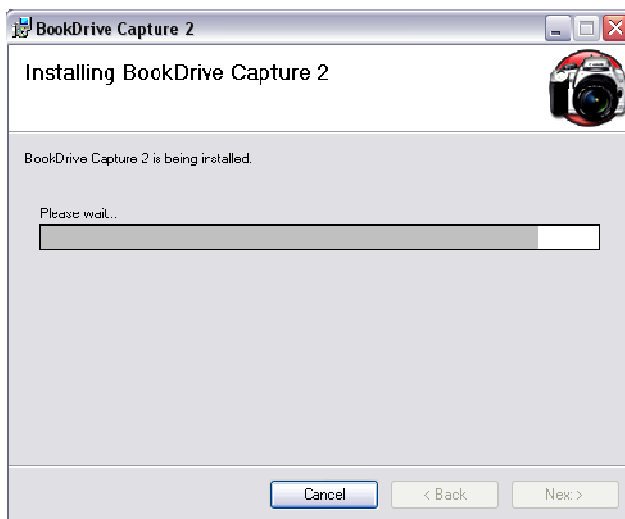 BookDrive Capture 2
Installing BookDrive Capture 2
BookDrive Capture 2 is being installed.
Please wait...
Cancel
< Back
Next >